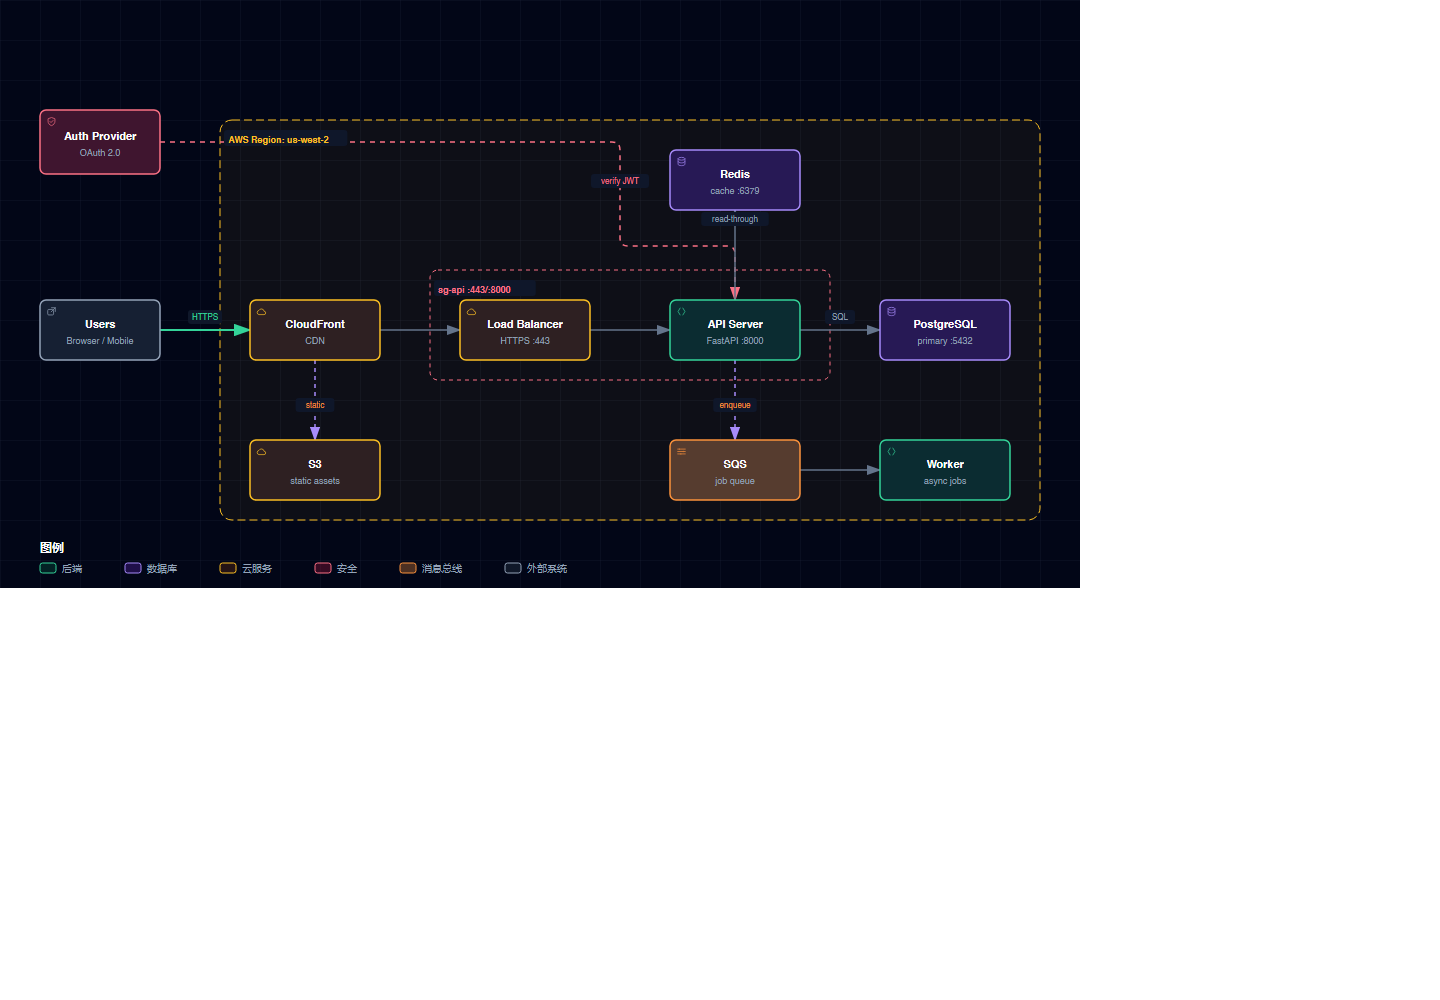 Auth Provider
OAuth 2.0
AWS Region: us-west-2
verify JWT
Redis
cache :6379
read-through
sg-api :443/:8000
Users
Browser / Mobile
HTTPS
CloudFront
CDN
Load Balancer
HTTPS :443
API Server
FastAPI :8000
SQL
PostgreSQL
primary :5432
static
enqueue
S3
static assets
SQS
job queue
Worker
async jobs
图例
后端
数据库
云服务
安全
消息总线
外部系统